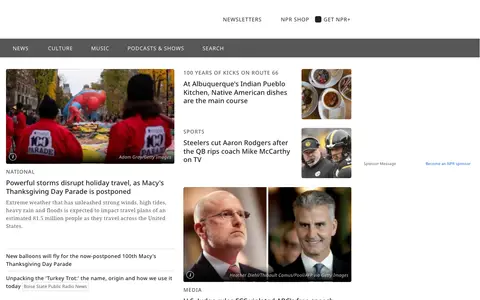 NEWSLETTERS
NPR SHOP
GET NPR+
NEWS
CULTURE
MUSIC
PODCASTS & SHOWS
SEARCH
100
Adam Gray/Getty Images
NATIONAL
Powerful storms disrupt holiday travel, as Macy's
Thanksgiving Day Parade is postponed
Extreme weather that has unleashed strong winds, high tides,
heavy rain and floods is expected to impact travel plans of an
estimated 81.5 million people as they travel across the United
States.
New balloons will fly for the now-postponed 100th Macy's
Thanksgiving Day Parade
Unpacking the "Turkey Trot:" the name, origin and how we use it
today
Boise State Public Radio News
100 YEARS OF KICKS ON ROUTE 66
At Albuquerque's Indian Pueblo
Kitchen, Native American dishes
are the main course
SPORTS
Steelers cut Aaron Rodgers after
the QB rips coach Mike McCarthy
on TV
MEDIA
Sponsor Message
Become an NPR sponsor